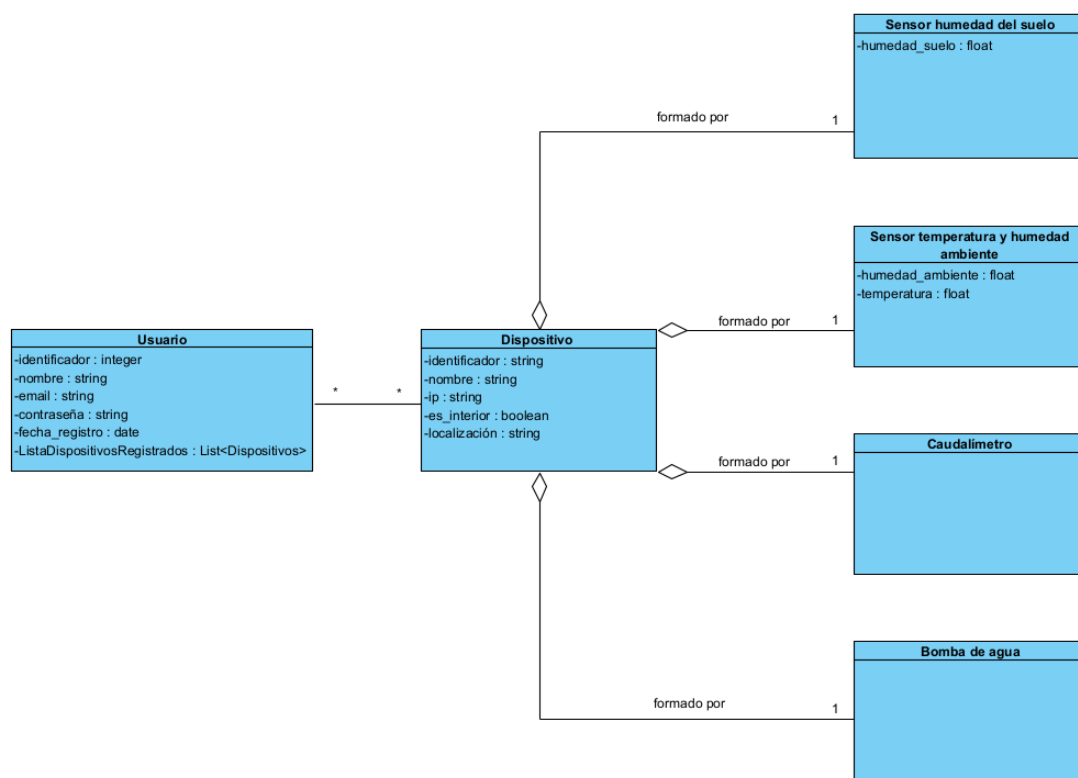 Sensor humedad del suelo
-humedad_suelo : float
formado por
1
Sensor temperatura y humedad
ambiente
-humedad_ambiente : float
-temperatura : float
formado por
1
Usuario
-identificador : integer
-nombre : string
-email : string
-contraseña : string
-fecha_registro : date
-ListaDispositivosRegistrados : List<Dispositivos>
*
*
Dispositivo
-identificador : string
-nombre : string
-ip : string
-es_interior : boolean
-localización : string
Caudalímetro
formado por
1
Bomba de agua
formado por
1